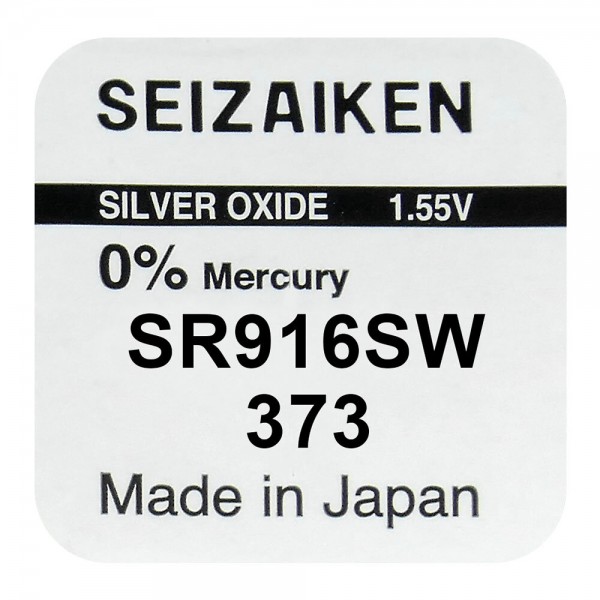 SEIZAIKEN
SILVER OXIDE 1.55V
0% Mercury
SR916SW
373
Made in Japan